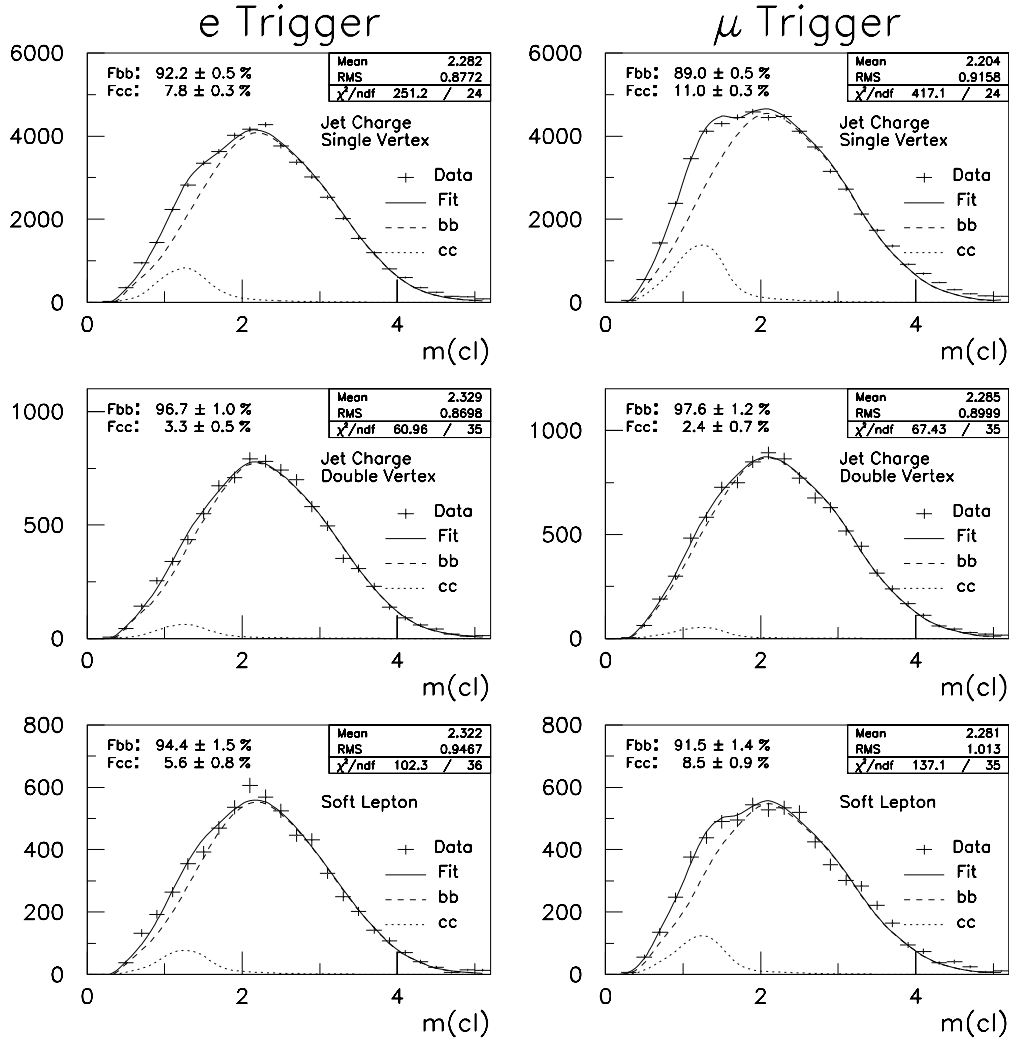 e Trigger
μ Trigger
6000
4000
2000
0
Fbb: 92.2 ± 0.5 %
Fcc: 7.8 ± 0.3 %
Mean 2.282
RMS 0.8772
χ²/ndf 251.2 / 24
Jet Charge
Single Vertex
Data
Fit
bb
cc
0 2 4
m(cl)
6000
4000
2000
0
Fbb: 89.0 ± 0.5 %
Fcc: 11.0 ± 0.3 %
Mean 2.204
RMS 0.9158
χ²/ndf 417.1 / 24
Jet Charge
Single Vertex
Data
Fit
bb
cc
0 2 4
m(cl)
1000
500
0
Fbb: 96.7 ± 1.0 %
Fcc: 3.3 ± 0.5 %
Mean 2.329
RMS 0.8698
χ²/ndf 60.96 / 35
Jet Charge
Double Vertex
Data
Fit
bb
cc
0 2 4
m(cl)
1000
500
0
Fbb: 97.6 ± 1.2 %
Fcc: 2.4 ± 0.7 %
Mean 2.285
RMS 0.8999
χ²/ndf 67.43 / 35
Jet Charge
Double Vertex
Data
Fit
bb
cc
0 2 4
m(cl)
800
600
400
200
0
Fbb: 94.4 ± 1.5 %
Fcc: 5.6 ± 0.8 %
Mean 2.322
RMS 0.9467
χ²/ndf 102.3 / 36
Soft Lepton
Data
Fit
bb
cc
0 2 4
m(cl)
800
600
400
200
0
Fbb: 91.5 ± 1.4 %
Fcc: 8.5 ± 0.9 %
Mean 2.281
RMS 1.013
χ²/ndf 137.1 / 35
Soft Lepton
Data
Fit
bb
cc
0 2 4
m(cl)